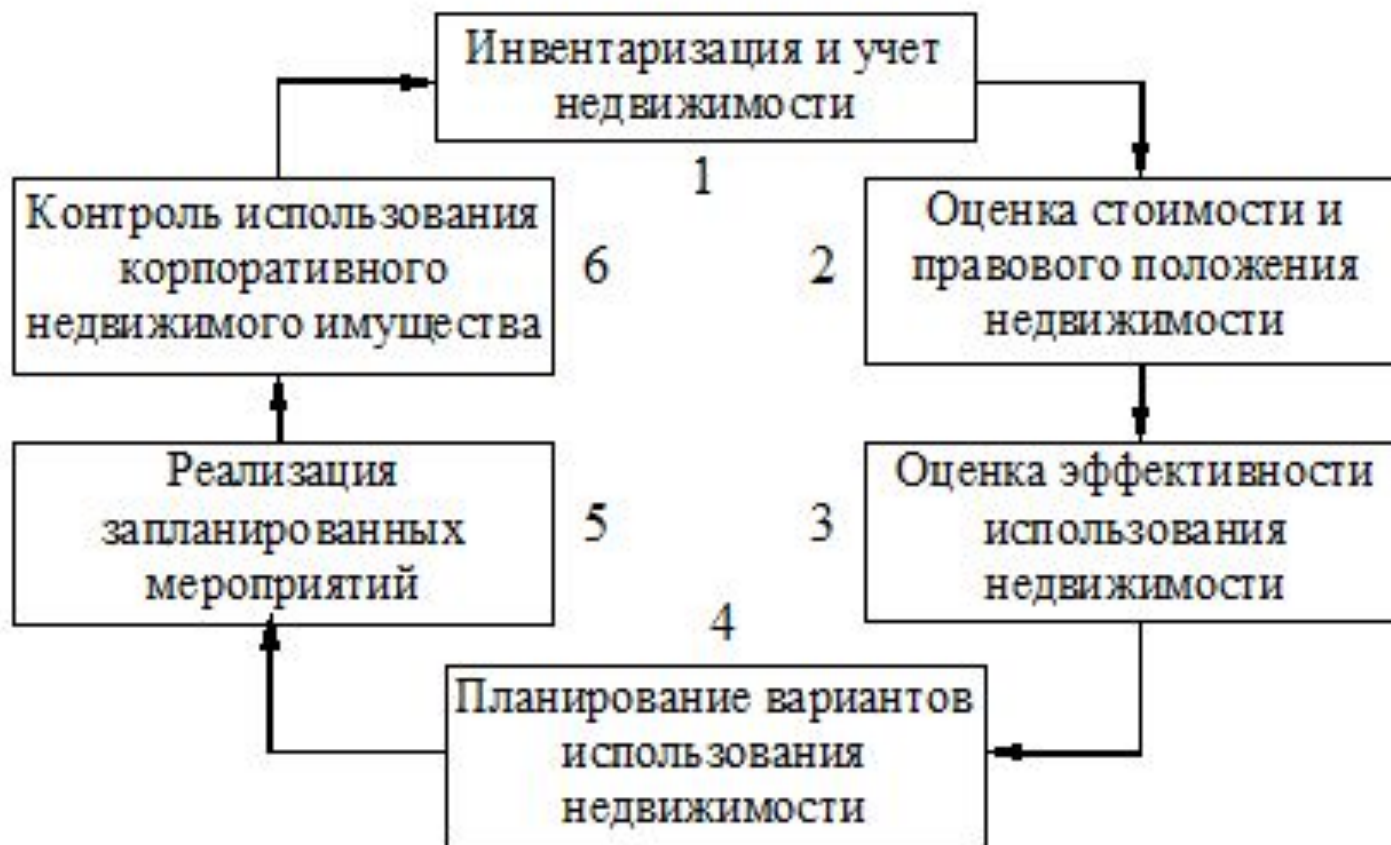 Инвентаризация и учет
недвижимости
1
Оценка стоимости и
правового положения
недвижимости
2
Оценка эффективности
использования
недвижимости
3
4
Планирование вариантов
использования
недвижимости
Реализация
запланированных
мероприятий
5
Контроль использования
корпоративного
недвижимого имущества
6